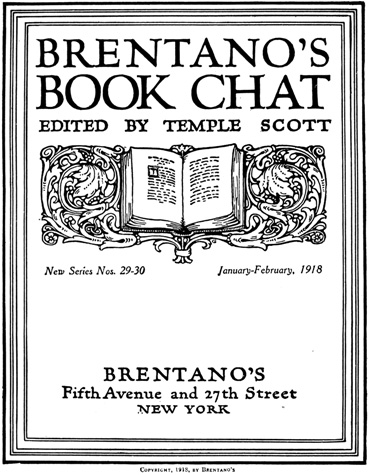 BRENTANO'S
BOOK CHAT
EDITED BY TEMPLE SCOTT
New Series Nos. 29-30 January-February, 1918
BRENTANO'S
Fifth Avenue and 27th Street
NEW YORK
COPYRIGHT, 1918, BY BRENTANO'S